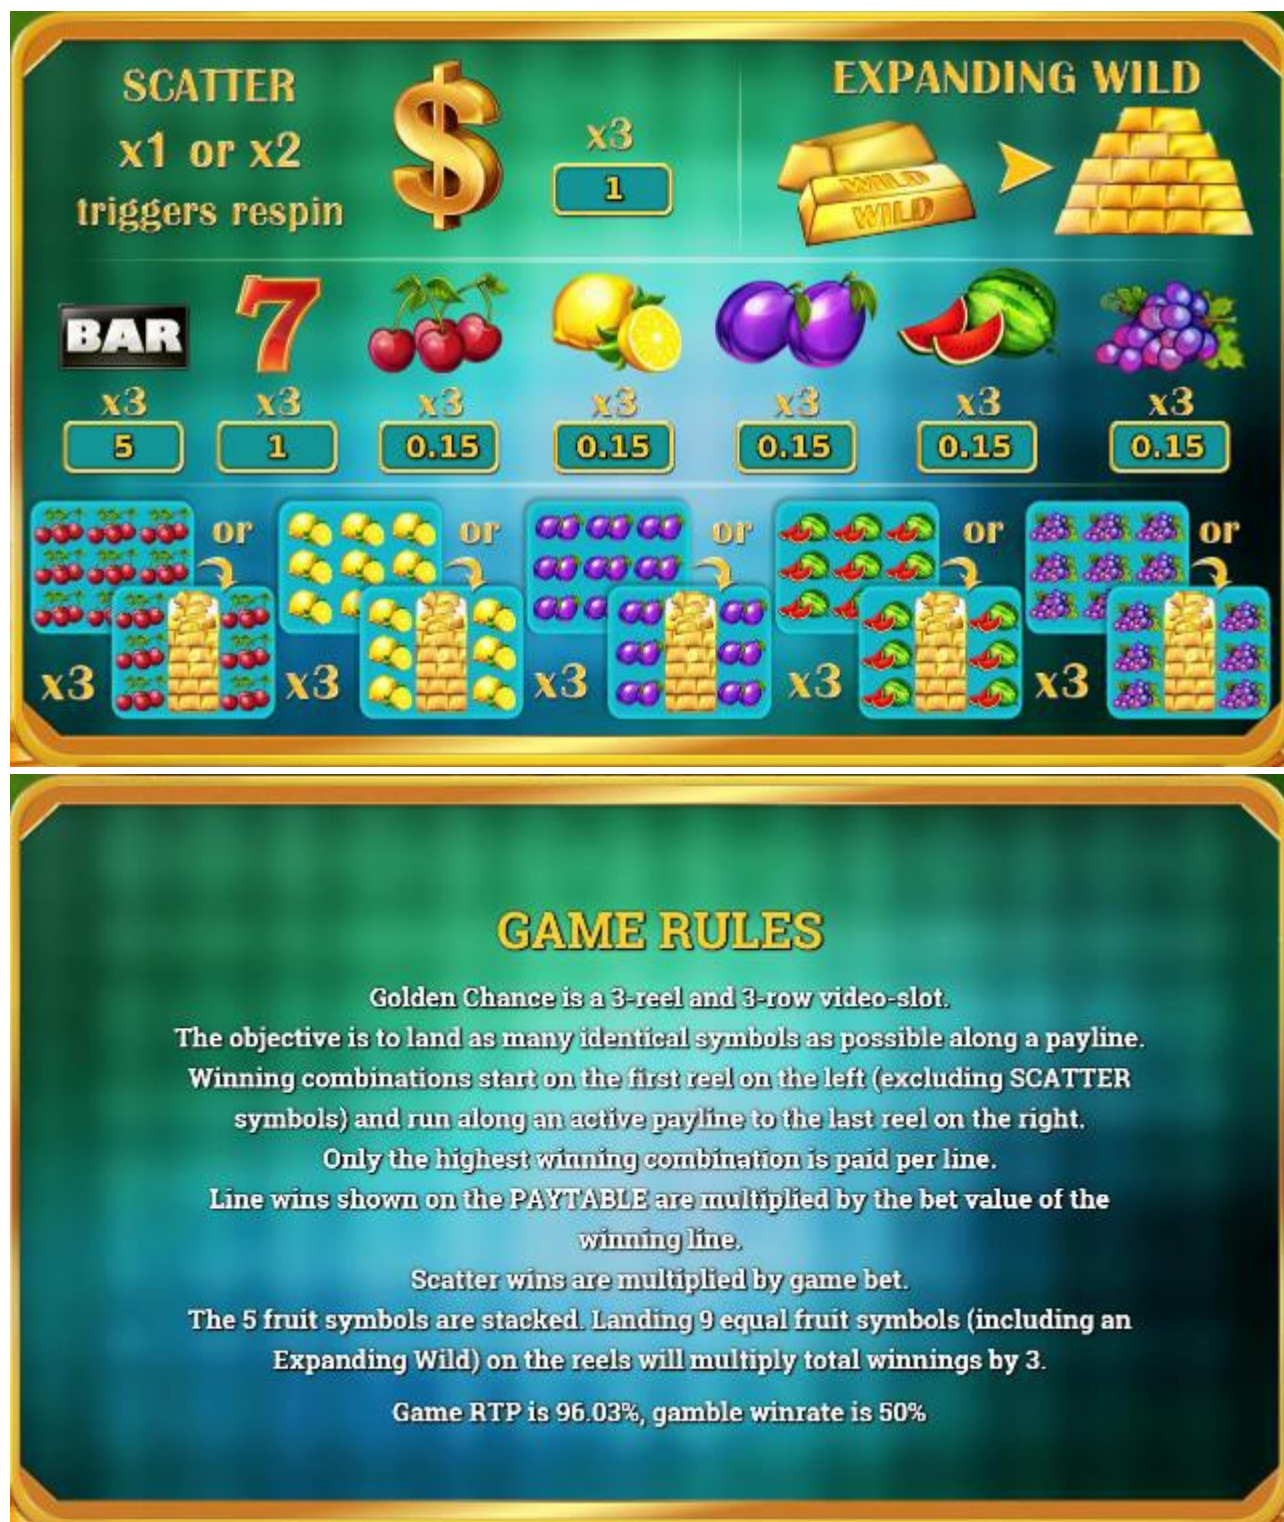 SCATTER
x1 or x2
triggers respin
x3
1
EXPANDING WILD
WILD
WILD
BAR
7
x3 x3 x3 x3 x3 x3 x3
5 1 0.15 0.15 0.15 0.15 0.15
or or or or or
x3 x3 x3 x3 x3
GAME RULES
Golden Chance is a 3-reel and 3-row video-slot.
The objective is to land as many identical symbols as possible along a payline.
Winning combinations start on the first reel on the left (excluding SCATTER
symbols) and run along an active payline to the last reel on the right.
Only the highest winning combination is paid per line.
Line wins shown on the PAYTABLE are multiplied by the bet value of the
winning line.
Scatter wins are multiplied by game bet.
The 5 fruit symbols are stacked. Landing 9 equal fruit symbols (including an
Expanding Wild) on the reels will multiply total winnings by 3.
Game RTP is 96.03%, gamble winrate is 50%